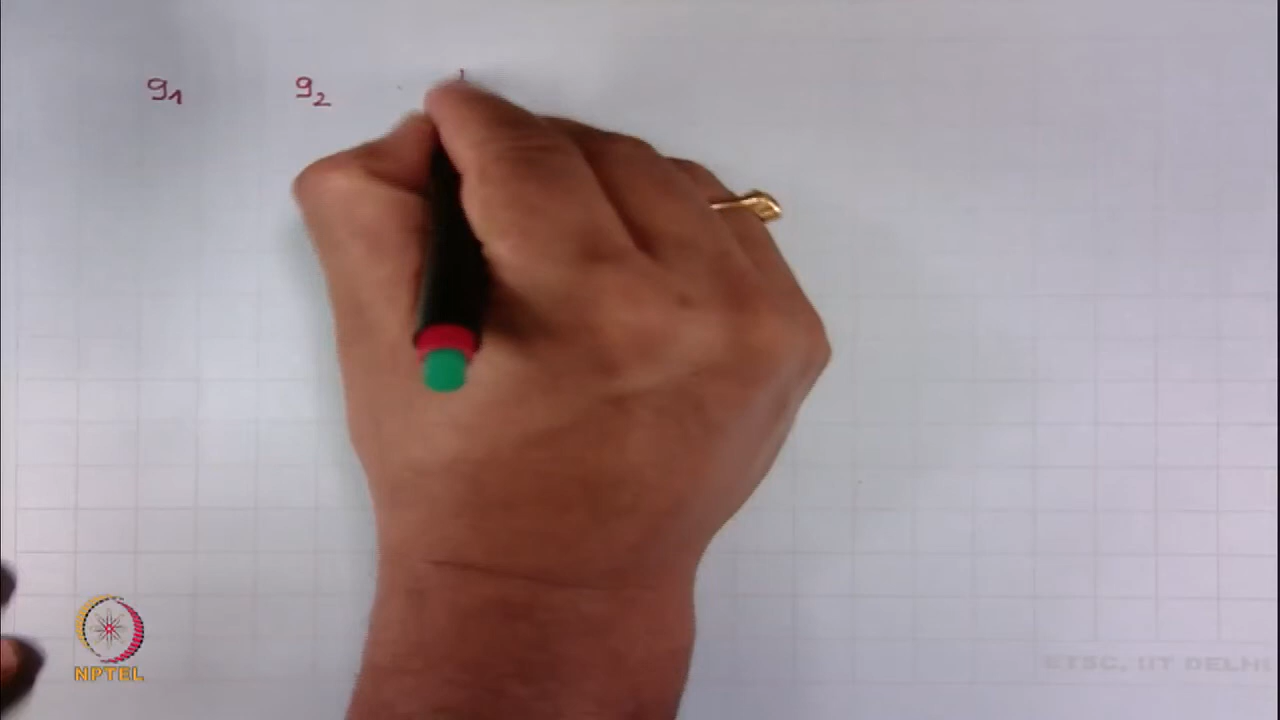 g₁ g₂
NPTEL
ETSC, IIT DELHI